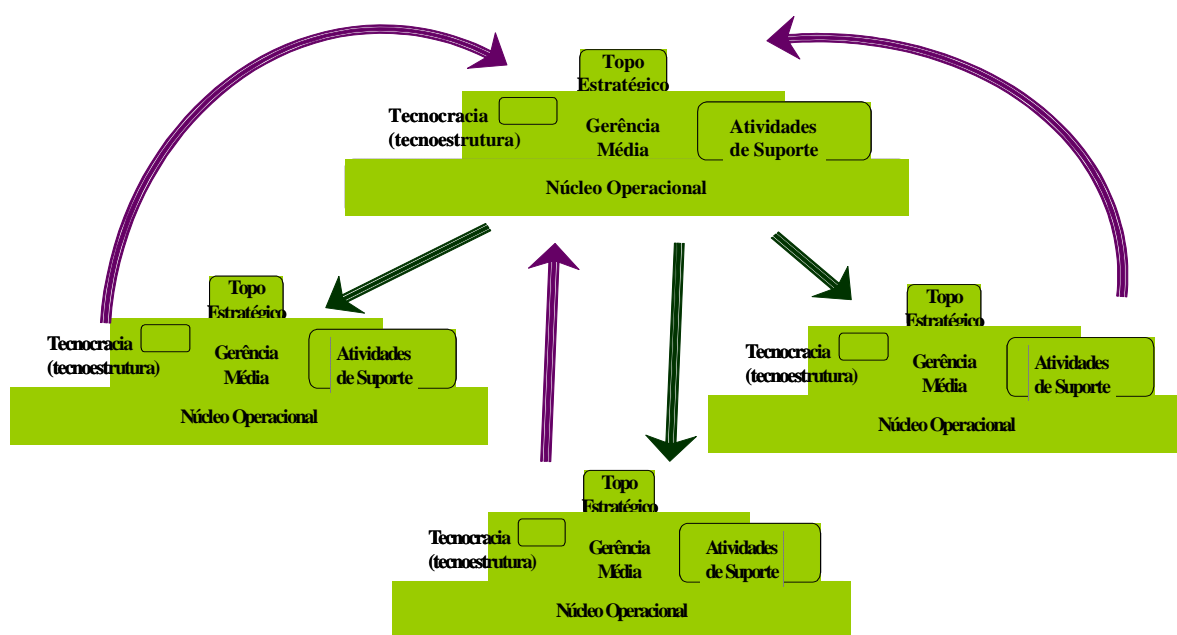 Topo
Estratégico
Tecnocracia
(tecnoestrutura)
Gerência
Média
Atividades
de Suporte
Núcleo Operacional
Topo
Estratégico
Tecnocracia
(tecnoestrutura)
Gerência
Média
Atividades
de Suporte
Núcleo Operacional
Topo
Estratégico
Tecnocracia
(tecnoestrutura)
Gerência
Média
Atividades
de Suporte
Núcleo Operacional
Topo
Estratégico
Tecnocracia
(tecnoestrutura)
Gerência
Média
Atividades
de Suporte
Núcleo Operacional